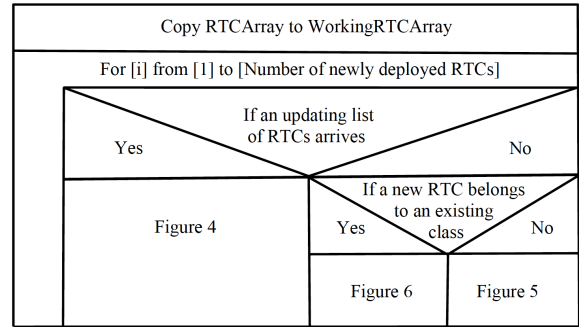 Copy RTCArray to WorkingRTCArray
For [i] from [1] to [Number of newly deployed RTCs]
If an updating list
of RTCs arrives
Yes
No
If a new RTC belongs
to an existing
class
Figure 4
Yes
No
Figure 6
Figure 5